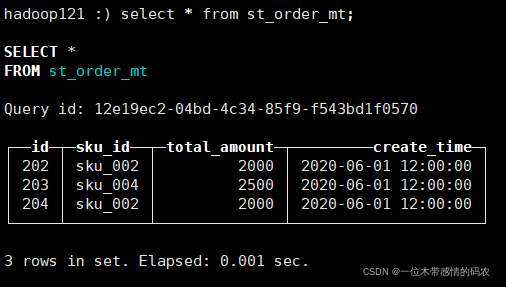 hadoop121 :) select * from st_order_mt;
SELECT *
FROM st_order_mt
Query id: 12e19ec2-04bd-4c34-85f9-f543bd1f0570
id sku_id total_amount create_time
202 sku_002 2000 2020-06-01 12:00:00
203 sku_004 2500 2020-06-01 12:00:00
204 sku_002 2000 2020-06-01 12:00:00
3 rows in set. Elapsed: 0.001 sec.
CSDN @一位木带感情的码农